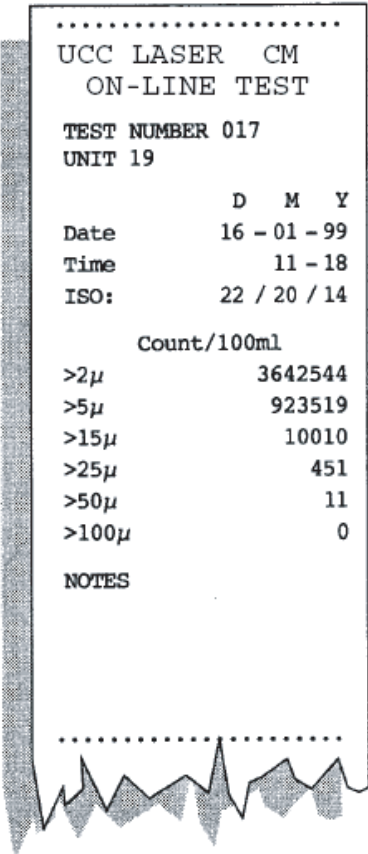 UCC LASER CM
ON-LINE TEST
TEST NUMBER 017
UNIT 19
D M Y
Date 16 – 01 – 99
Time 11 – 18
ISO: 22 / 20 / 14
Count/100ml
>2μ 3642544
>5μ 923519
>15μ 10010
>25μ 451
>50μ 11
>100μ 0
NOTES